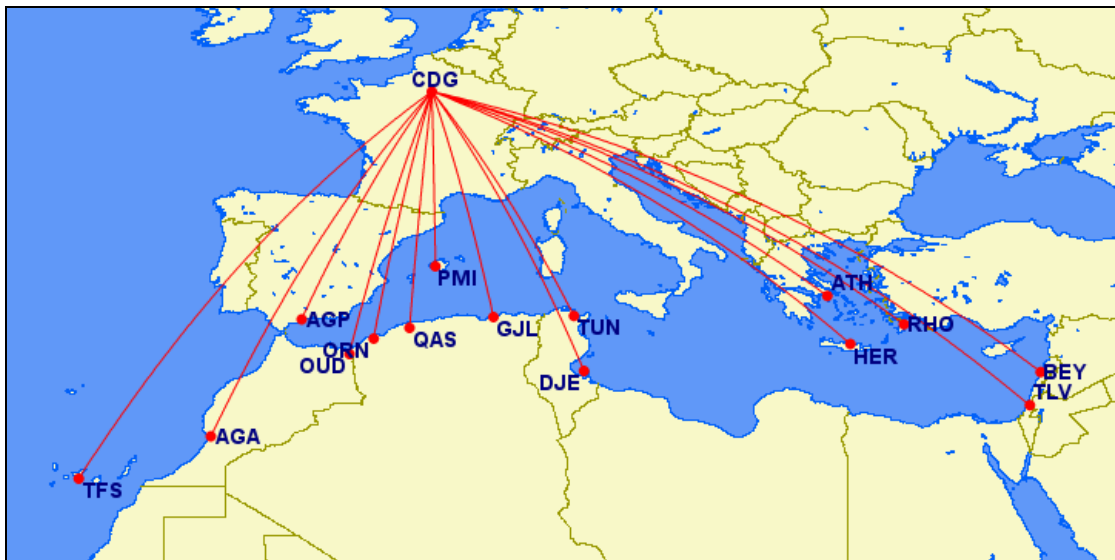 CDG
PMI
ATH
AGP
ORN
QAS
GJL
TUN
RHO
OUD
HER
DJE
BEY
TLV
AGA
TFS